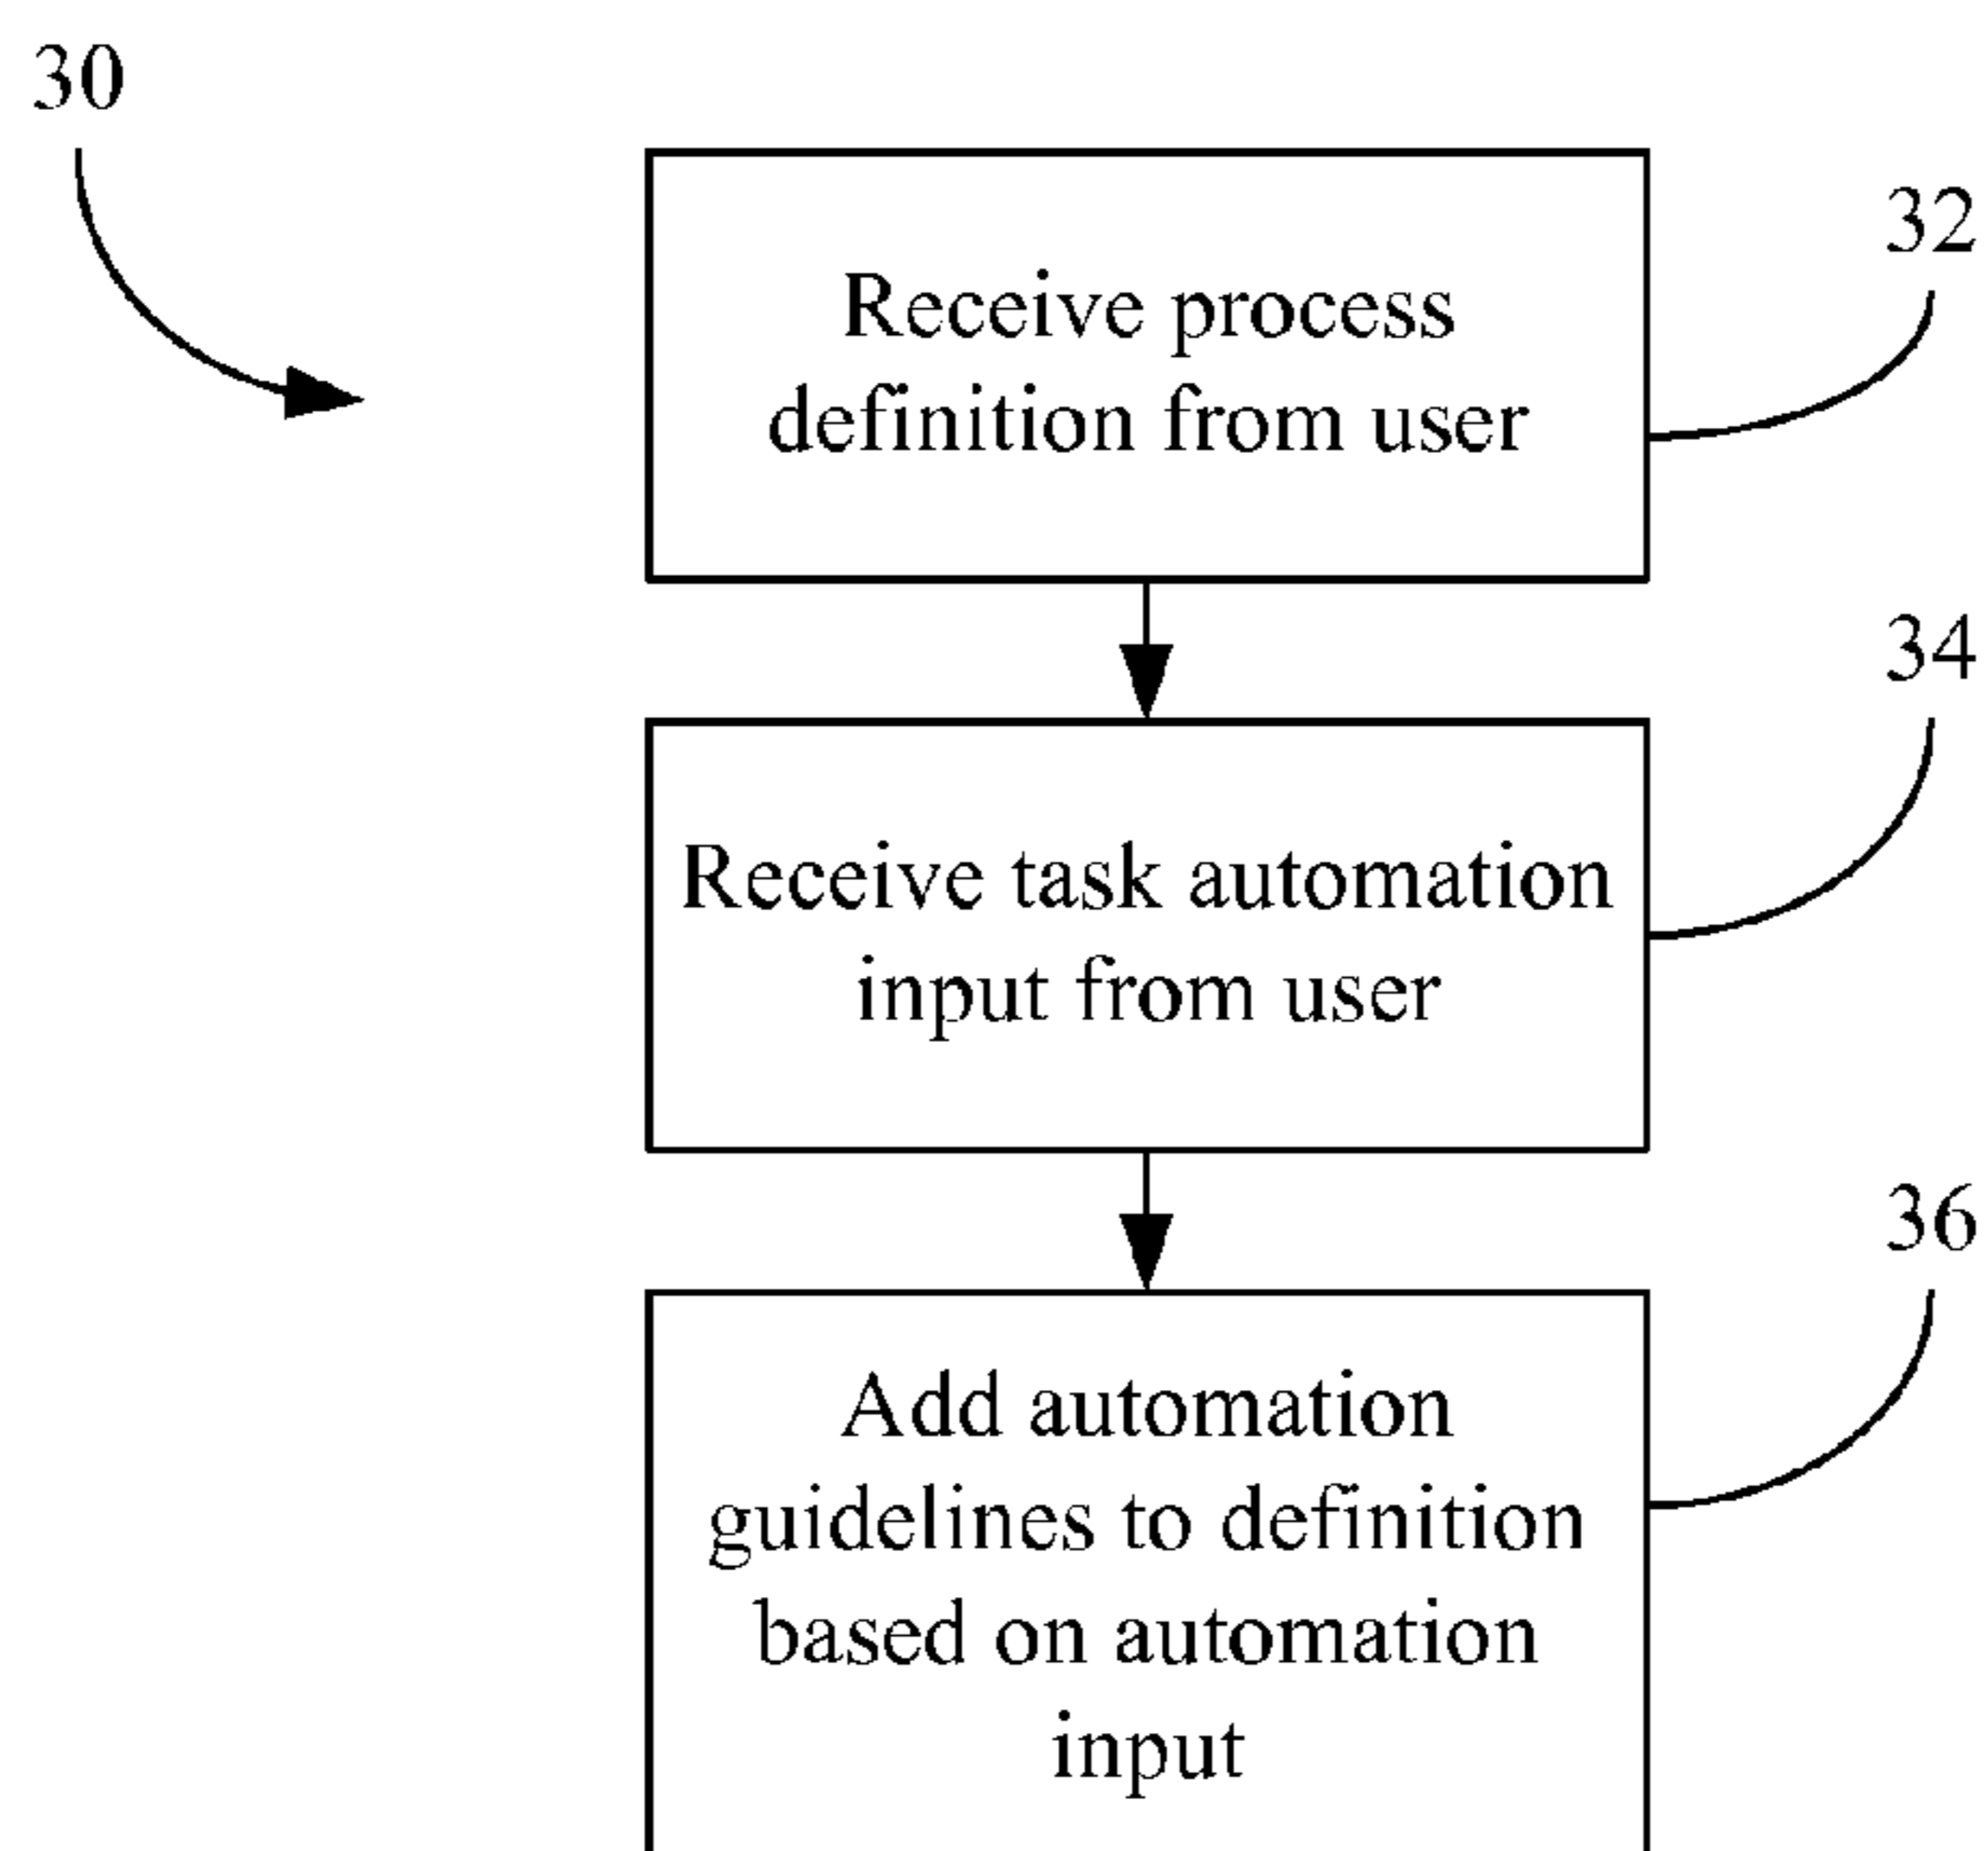 30
Receive process
definition from user
32
Receive task automation
input from user
34
Add automation
guidelines to definition
based on automation
input
36